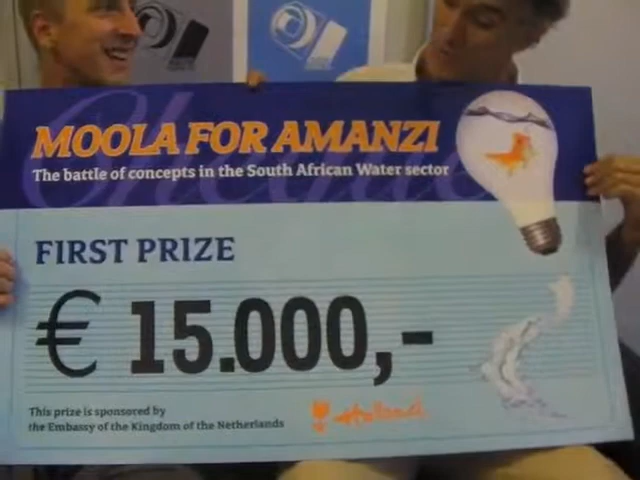 Cheque
MOOLA FOR AMANZI
The battle of concepts in the South African Water sector
FIRST PRIZE
€ 15.000,-
This prize is sponsored by
the Embassy of the Kingdom of the Netherlands
Holland